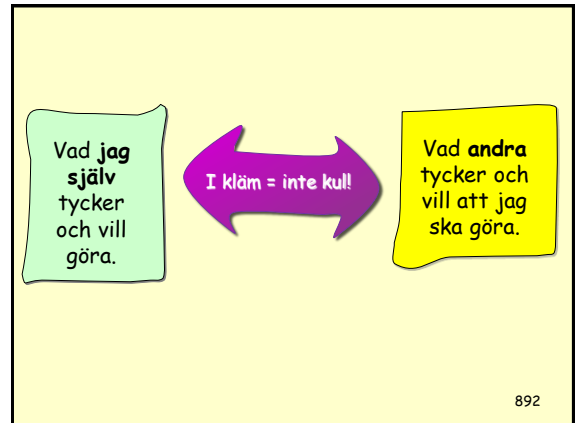 Vad jag
själv
tycker
och vill
göra.
I kläm = inte kul!
Vad andra
tycker och
vill att jag
ska göra.
892